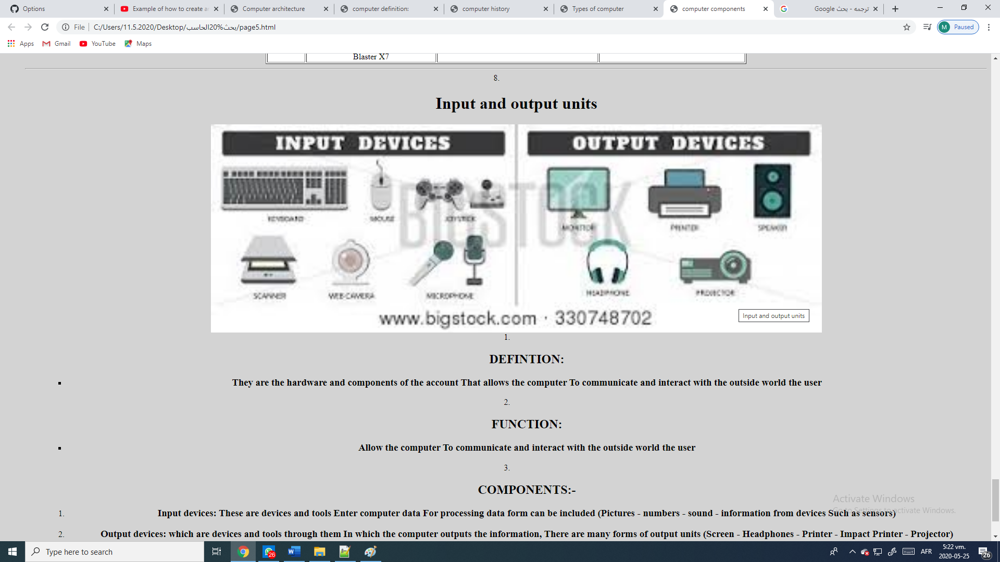 Options
Example of how to create a
Computer architecture
computer definition:
computer history
Types of computer
computer components
ترجمه - بحث Google
File
C:/Users/11.5.2020/Desktop/بحث%20الحاسب/page5.html
M Paused
Apps
Gmail
YouTube
Maps
Blaster X7
8.
Input and output units
INPUT DEVICES
OUTPUT DEVICES
KEYBOARD
MOUSE
JOYSTICK
MONITOR
PRINTER
SPEAKER
SCANNER
WEB-CAMERA
MICROPHONE
HEADPHONE
PROJECTOR
BIGSTOCK
www.bigstock.com · 330748702
Input and output units
1.
DEFINTION:
They are the hardware and components of the account That allows the computer To communicate and interact with the outside world the user
2.
FUNCTION:
Allow the computer To communicate and interact with the outside world the user
3.
COMPONENTS:-
Activate Windows
Go to Settings to activate Windows.
1. Input devices: These are devices and tools Enter computer data For processing data form can be included (Pictures - numbers - sound - information from devices Such as sensors)
2. Output devices: which are devices and tools through them In which the computer outputs the information, There are many forms of output units (Screen - Headphones - Printer - Impact Printer - Projector)
Type here to search
26
W
AFR
5:22 vm.
2020-05-25
26